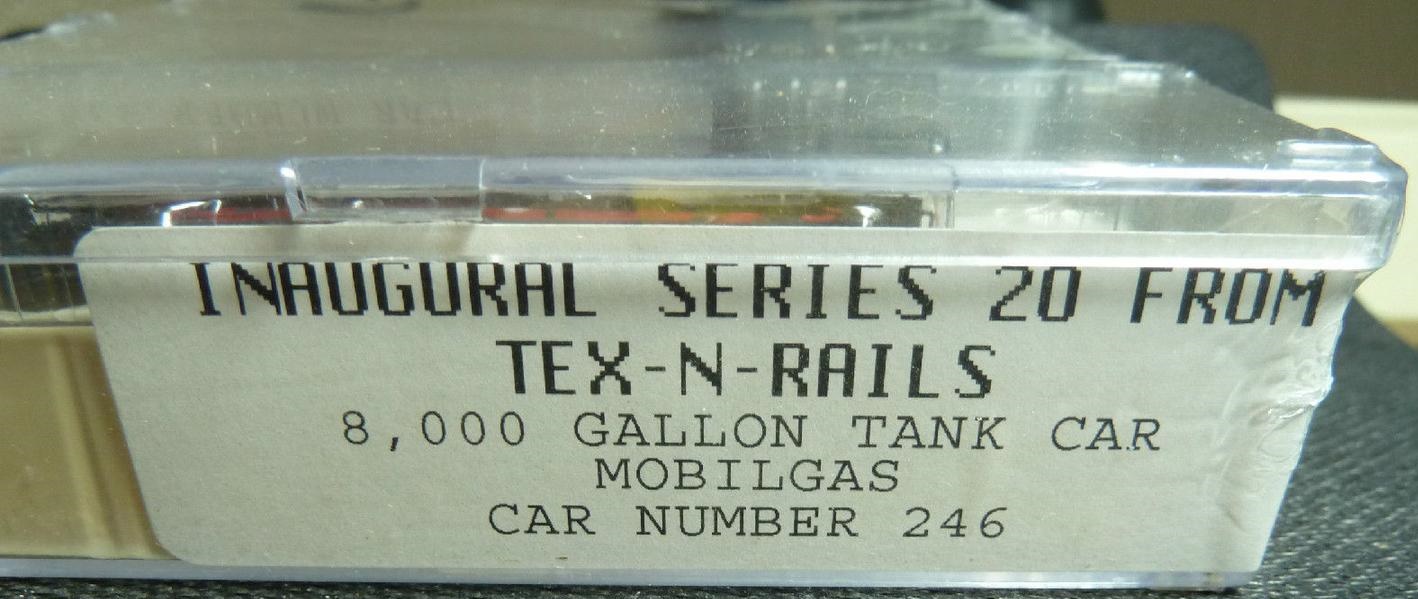 INAUGURAL SERIES 20 FROM
TEX-N-RAILS
8,000 GALLON TANK CAR
MOBILGAS
CAR NUMBER 246